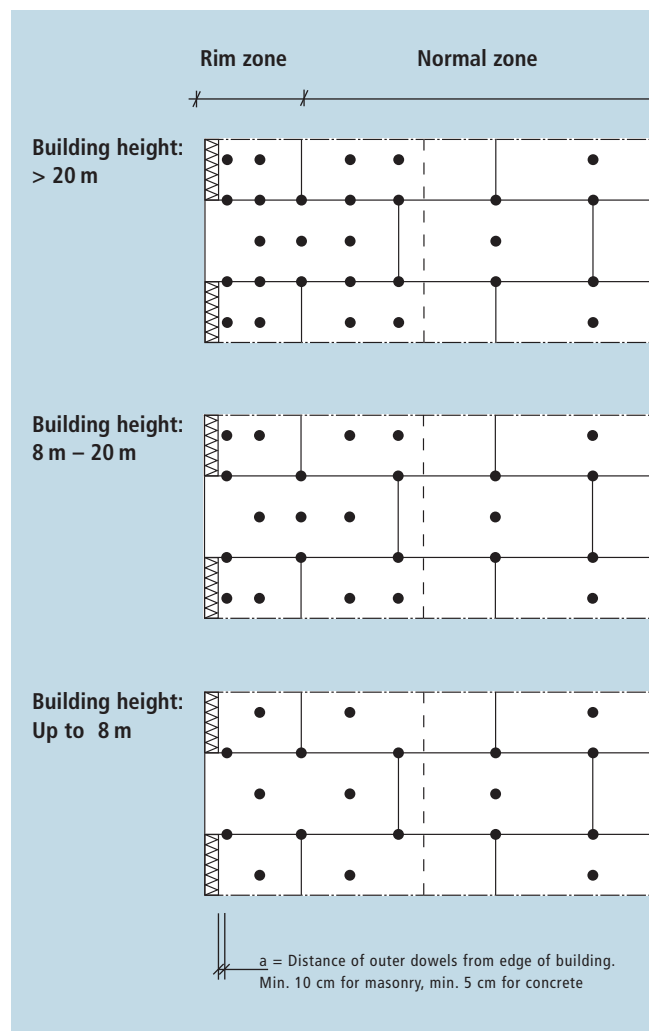 Rim zone Normal zone
Building height:
> 20 m
Building height:
8 m – 20 m
Building height:
Up to 8 m
a = Distance of outer dowels from edge of building.
Min. 10 cm for masonry, min. 5 cm for concrete